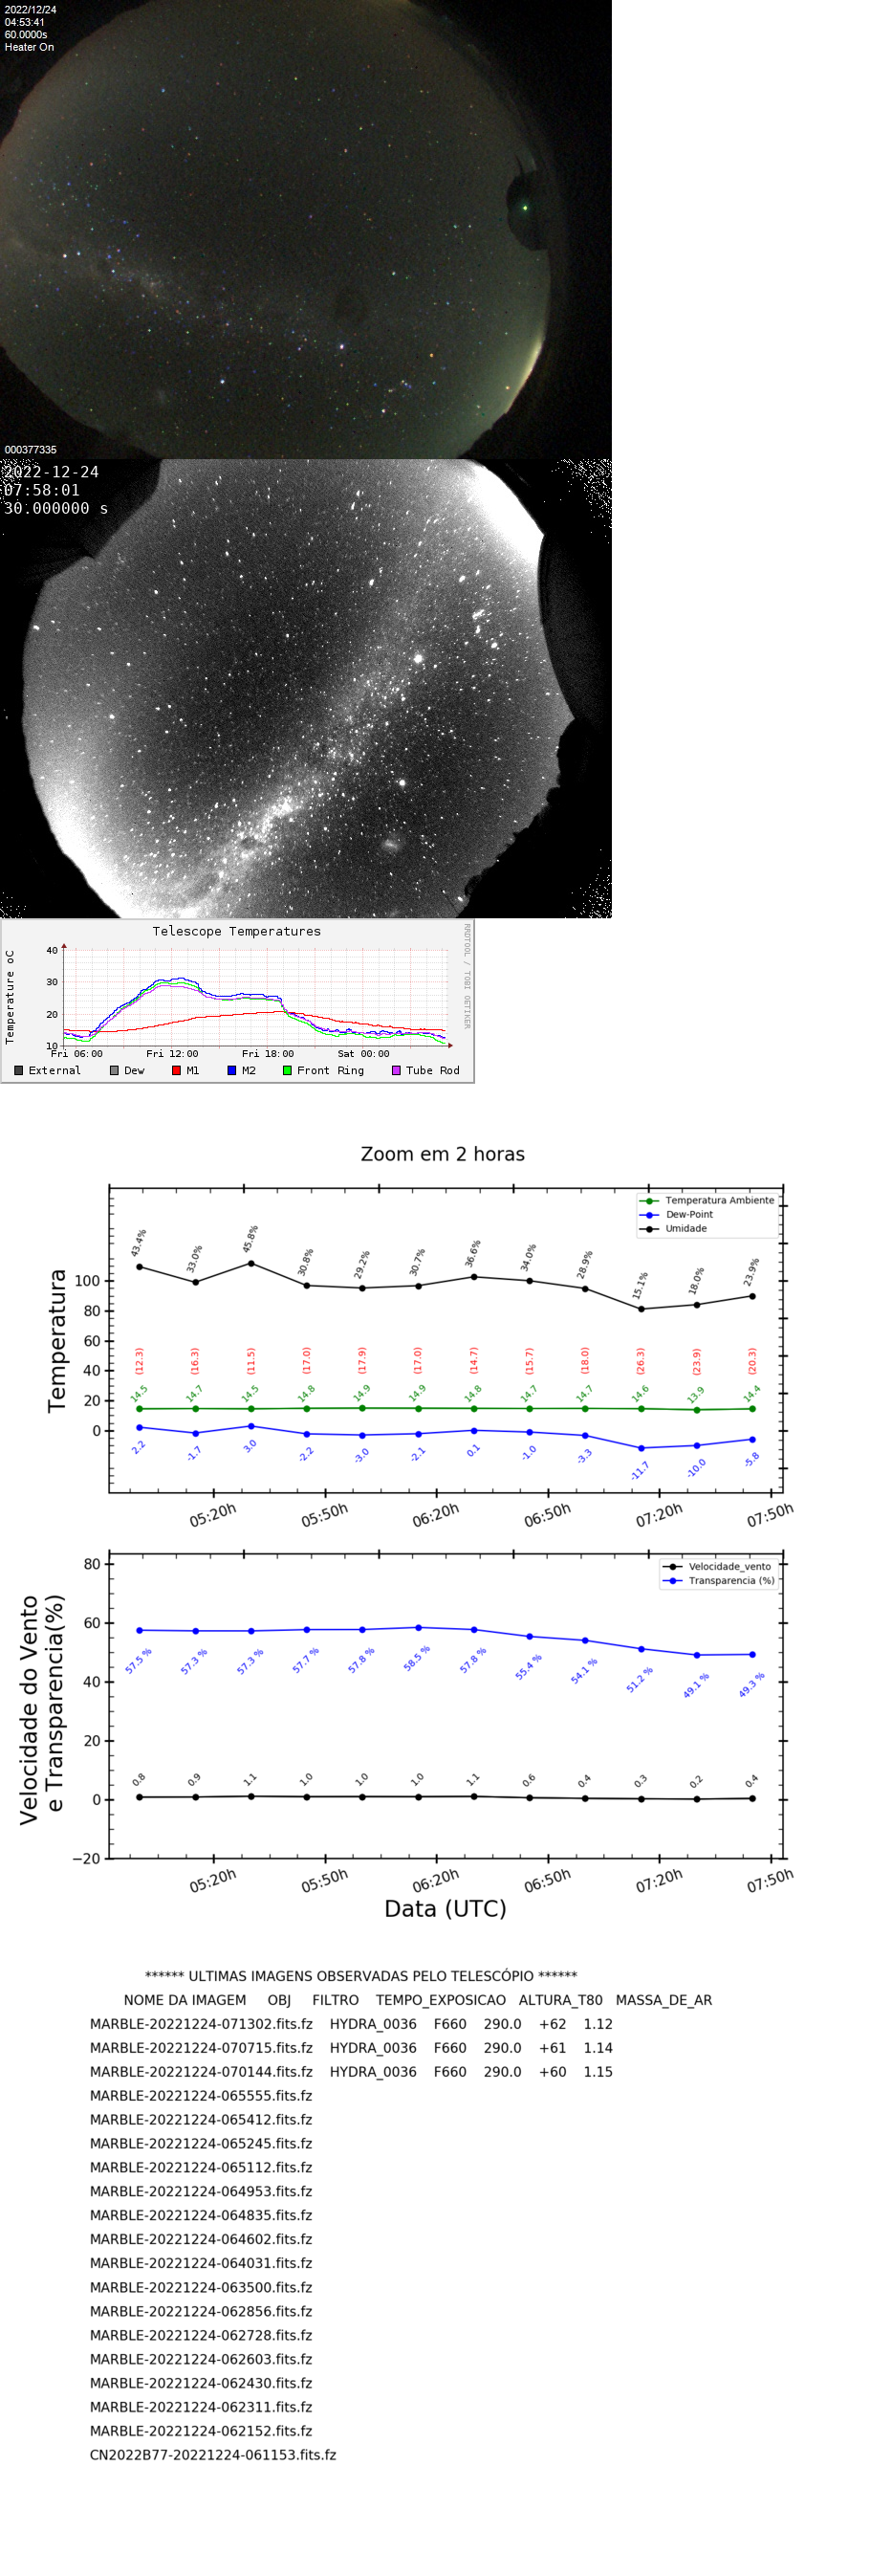 2022/12/24
04:53:41
60.0000s
Heater On
000377335
2022-12-24
07:58:01
30.000000 s
Telescope Temperatures
Temperature oC
40
30
20
10
Fri 06:00 Fri 12:00 Fri 18:00 Sat 00:00
External Dew M1 M2 Front Ring Tube Rod
RRDTOOL / TOBI OETIKER
Zoom em 2 horas
Temperatura Ambiente
Dew-Point
Umidade
Temperatura
100
80
60
40
20
0
43.4% 33.0% 45.8% 30.8% 29.2% 30.7% 36.6% 34.0% 28.9% 15.1% 18.0% 23.9%
(12.3) (16.3) (11.5) (17.0) (17.9) (17.0) (14.7) (15.7) (18.0) (26.3) (23.9) (20.3)
14.5 14.7 14.5 14.8 14.9 14.9 14.8 14.7 14.7 14.6 13.9 14.4
2.2 -1.7 3.0 -2.2 -3.0 -2.1 0.1 -1.0 -3.3 -11.7 -10.0 -5.8
05:20h 05:50h 06:20h 06:50h 07:20h 07:50h
Velocidade_vento
Transparencia (%)
Velocidade do Vento
e Transparencia(%)
80
60
40
20
0
−20
57.5 % 57.3 % 57.3 % 57.7 % 57.8 % 58.5 % 57.8 % 55.4 % 54.1 % 51.2 % 49.1 % 49.3 %
0.8 0.9 1.1 1.0 1.0 1.0 1.1 0.6 0.4 0.3 0.2 0.4
05:20h 05:50h 06:20h 06:50h 07:20h 07:50h
Data (UTC)
****** ULTIMAS IMAGENS OBSERVADAS PELO TELESCÓPIO ******
NOME DA IMAGEM OBJ FILTRO TEMPO_EXPOSICAO ALTURA_T80 MASSA_DE_AR
MARBLE-20221224-071302.fits.fz HYDRA_0036 F660 290.0 +62 1.12
MARBLE-20221224-070715.fits.fz HYDRA_0036 F660 290.0 +61 1.14
MARBLE-20221224-070144.fits.fz HYDRA_0036 F660 290.0 +60 1.15
MARBLE-20221224-065555.fits.fz
MARBLE-20221224-065412.fits.fz
MARBLE-20221224-065245.fits.fz
MARBLE-20221224-065112.fits.fz
MARBLE-20221224-064953.fits.fz
MARBLE-20221224-064835.fits.fz
MARBLE-20221224-064602.fits.fz
MARBLE-20221224-064031.fits.fz
MARBLE-20221224-063500.fits.fz
MARBLE-20221224-062856.fits.fz
MARBLE-20221224-062728.fits.fz
MARBLE-20221224-062603.fits.fz
MARBLE-20221224-062430.fits.fz
MARBLE-20221224-062311.fits.fz
MARBLE-20221224-062152.fits.fz
CN2022B77-20221224-061153.fits.fz